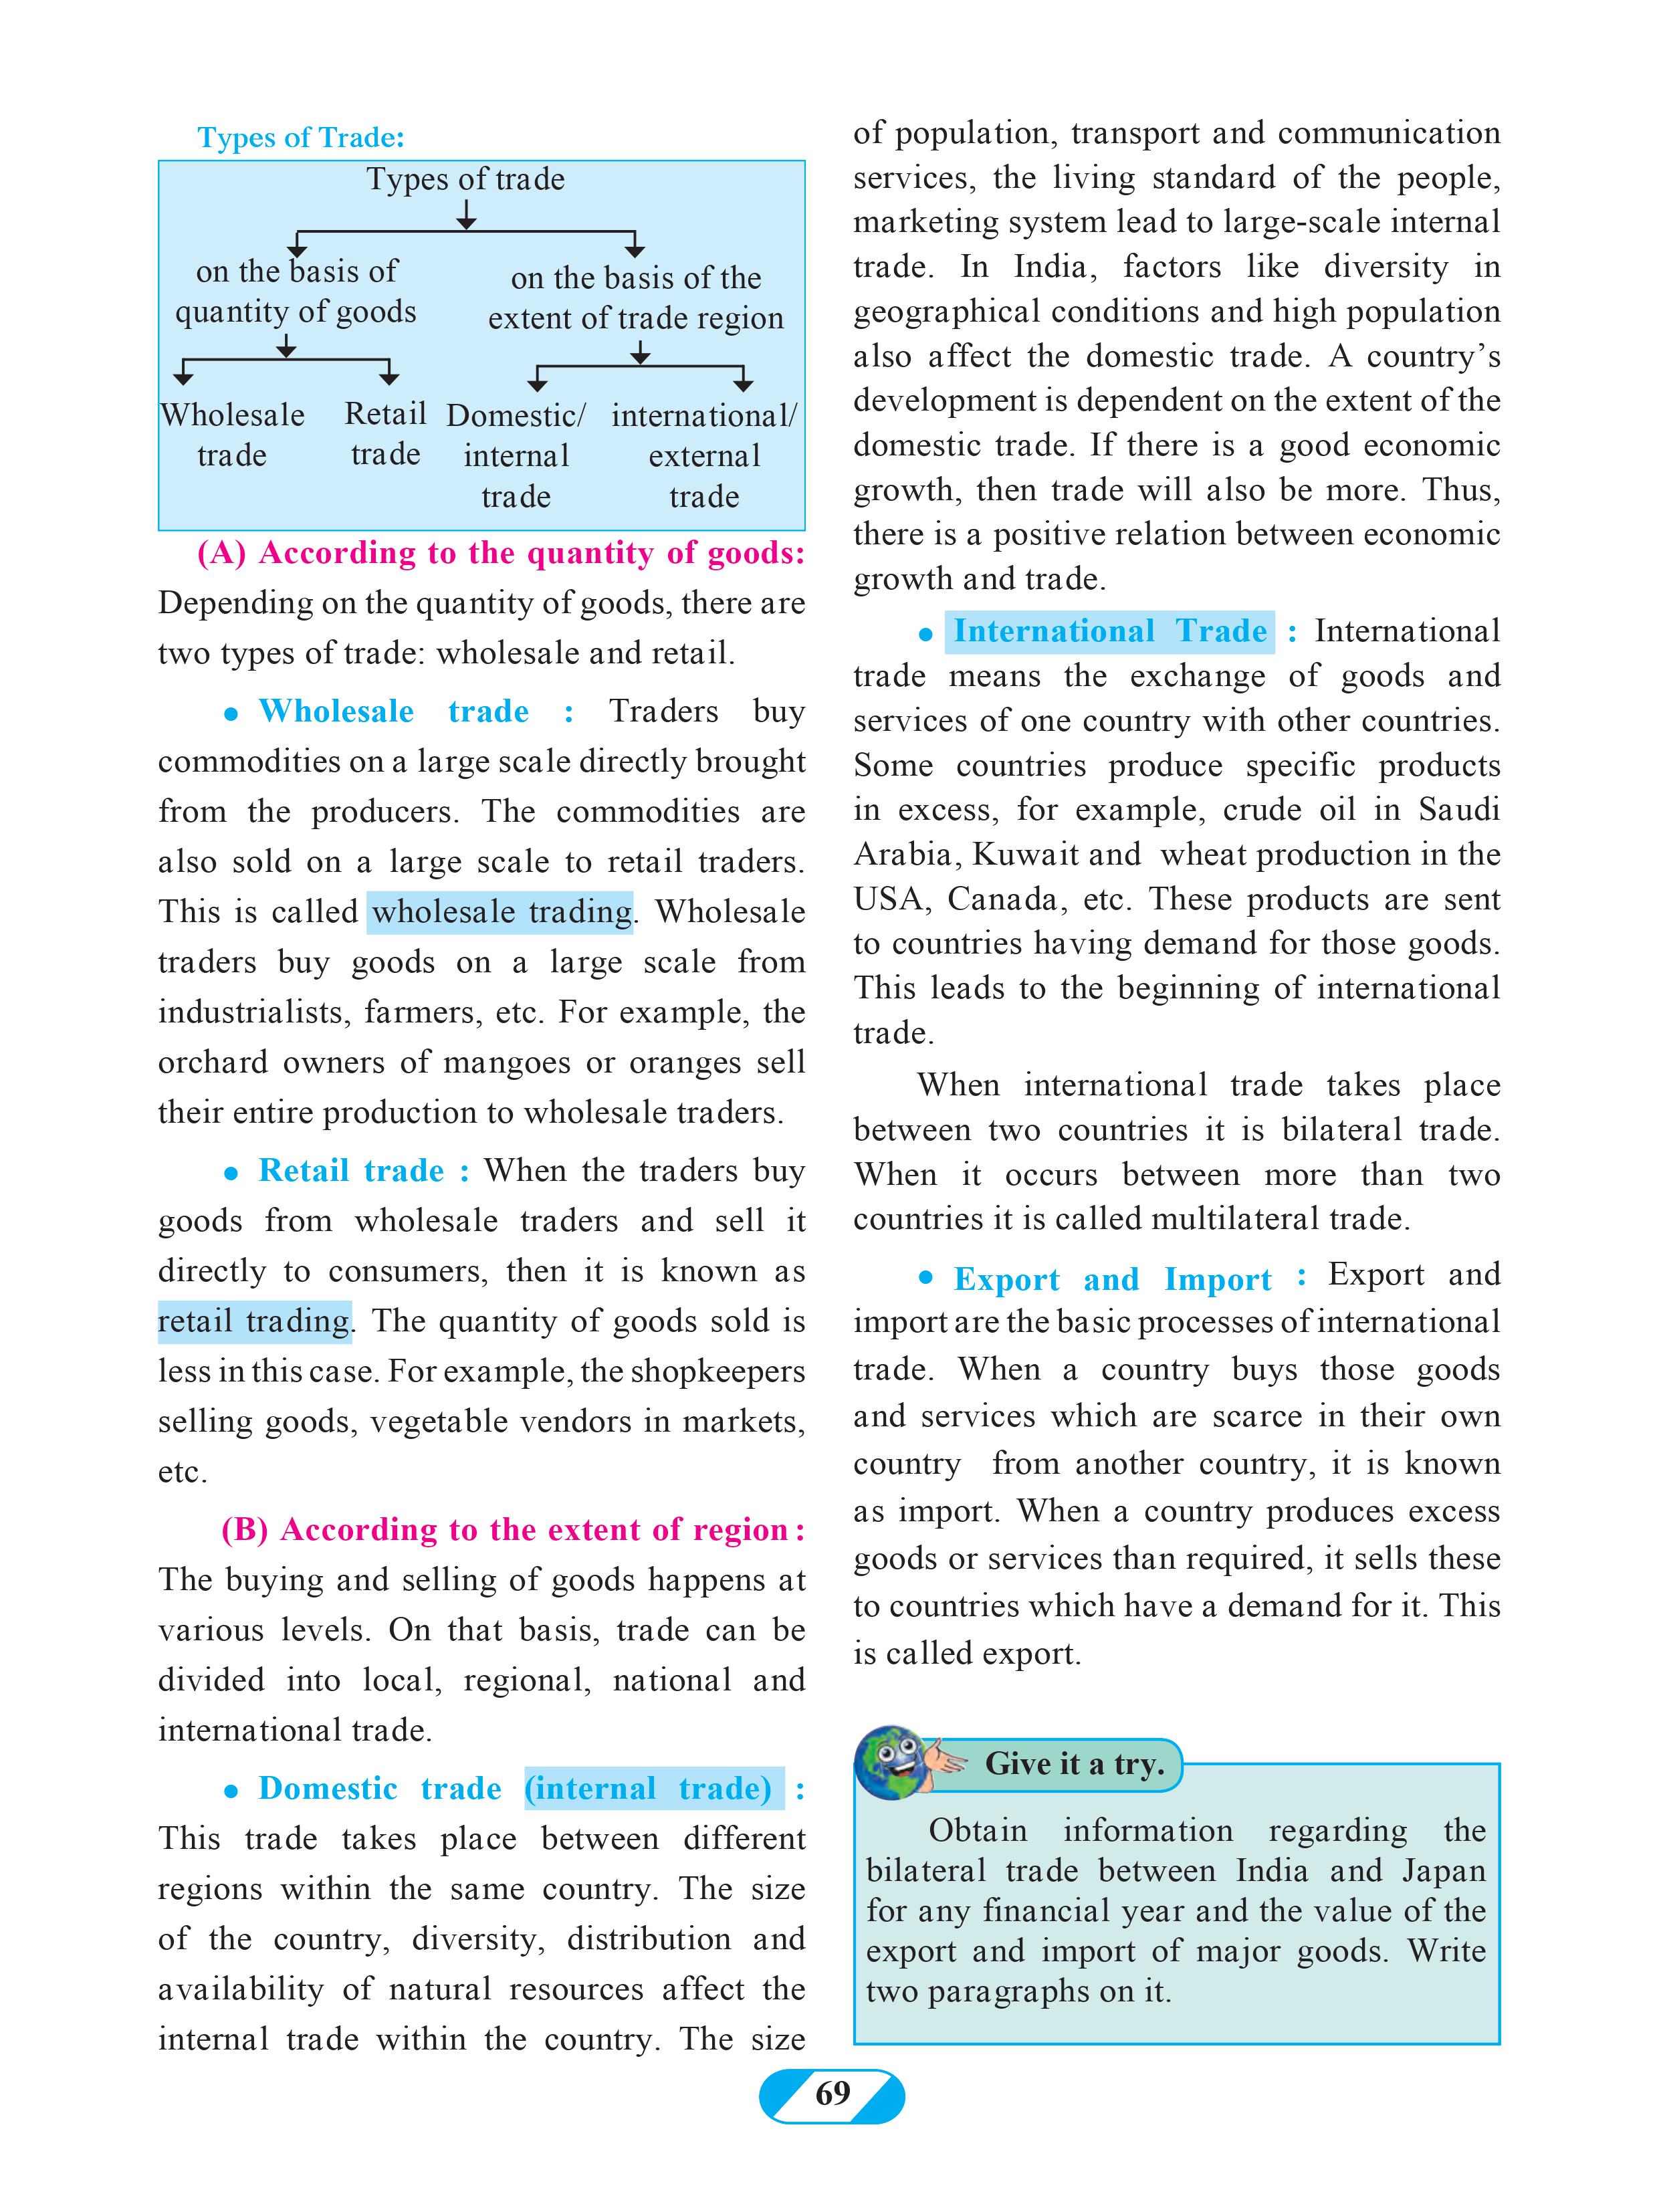 Types of Trade:
Types of trade
on the basis of
quantity of goods
on the basis of the
extent of trade region
Wholesale
trade
Retail
trade
Domestic/
internal
trade
international/
external
trade
(A) According to the quantity of goods:
Depending on the quantity of goods, there are
two types of trade: wholesale and retail.
• Wholesale trade : Traders buy
commodities on a large scale directly brought
from the producers. The commodities are
also sold on a large scale to retail traders.
This is called wholesale trading. Wholesale
traders buy goods on a large scale from
industrialists, farmers, etc. For example, the
orchard owners of mangoes or oranges sell
their entire production to wholesale traders.
• Retail trade : When the traders buy
goods from wholesale traders and sell it
directly to consumers, then it is known as
retail trading. The quantity of goods sold is
less in this case. For example, the shopkeepers
selling goods, vegetable vendors in markets,
etc.
(B) According to the extent of region :
The buying and selling of goods happens at
various levels. On that basis, trade can be
divided into local, regional, national and
international trade.
• Domestic trade (internal trade) :
This trade takes place between different
regions within the same country. The size
of the country, diversity, distribution and
availability of natural resources affect the
internal trade within the country. The size
of population, transport and communication
services, the living standard of the people,
marketing system lead to large-scale internal
trade. In India, factors like diversity in
geographical conditions and high population
also affect the domestic trade. A country’s
development is dependent on the extent of the
domestic trade. If there is a good economic
growth, then trade will also be more. Thus,
there is a positive relation between economic
growth and trade.
• International Trade : International
trade means the exchange of goods and
services of one country with other countries.
Some countries produce specific products
in excess, for example, crude oil in Saudi
Arabia, Kuwait and wheat production in the
USA, Canada, etc. These products are sent
to countries having demand for those goods.
This leads to the beginning of international
trade.
When international trade takes place
between two countries it is bilateral trade.
When it occurs between more than two
countries it is called multilateral trade.
• Export and Import : Export and
import are the basic processes of international
trade. When a country buys those goods
and services which are scarce in their own
country from another country, it is known
as import. When a country produces excess
goods or services than required, it sells these
to countries which have a demand for it. This
is called export.
Give it a try.
Obtain information regarding the
bilateral trade between India and Japan
for any financial year and the value of the
export and import of major goods. Write
two paragraphs on it.
69